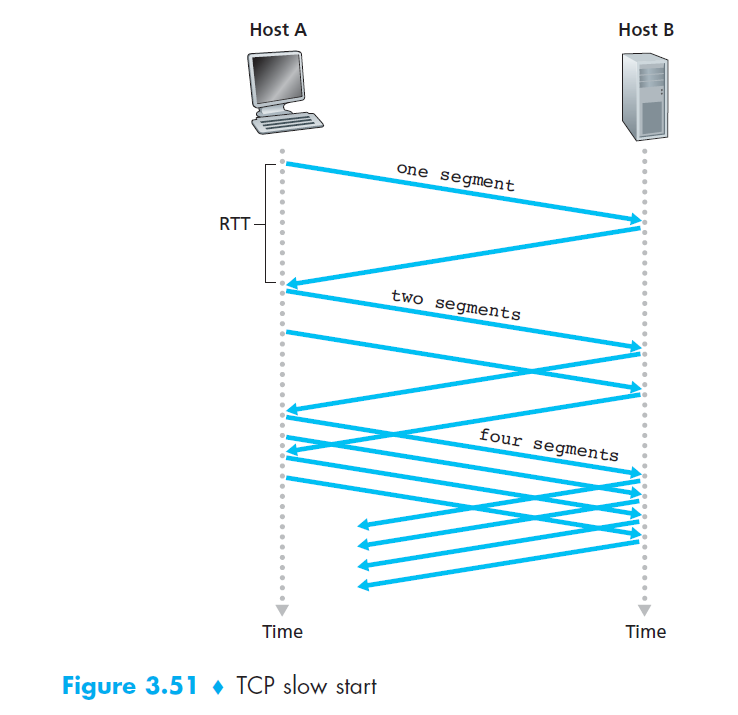 Host A
Host B
one segment
RTT
two segments
four segments
Time
Time
Figure 3.51 ♦ TCP slow start